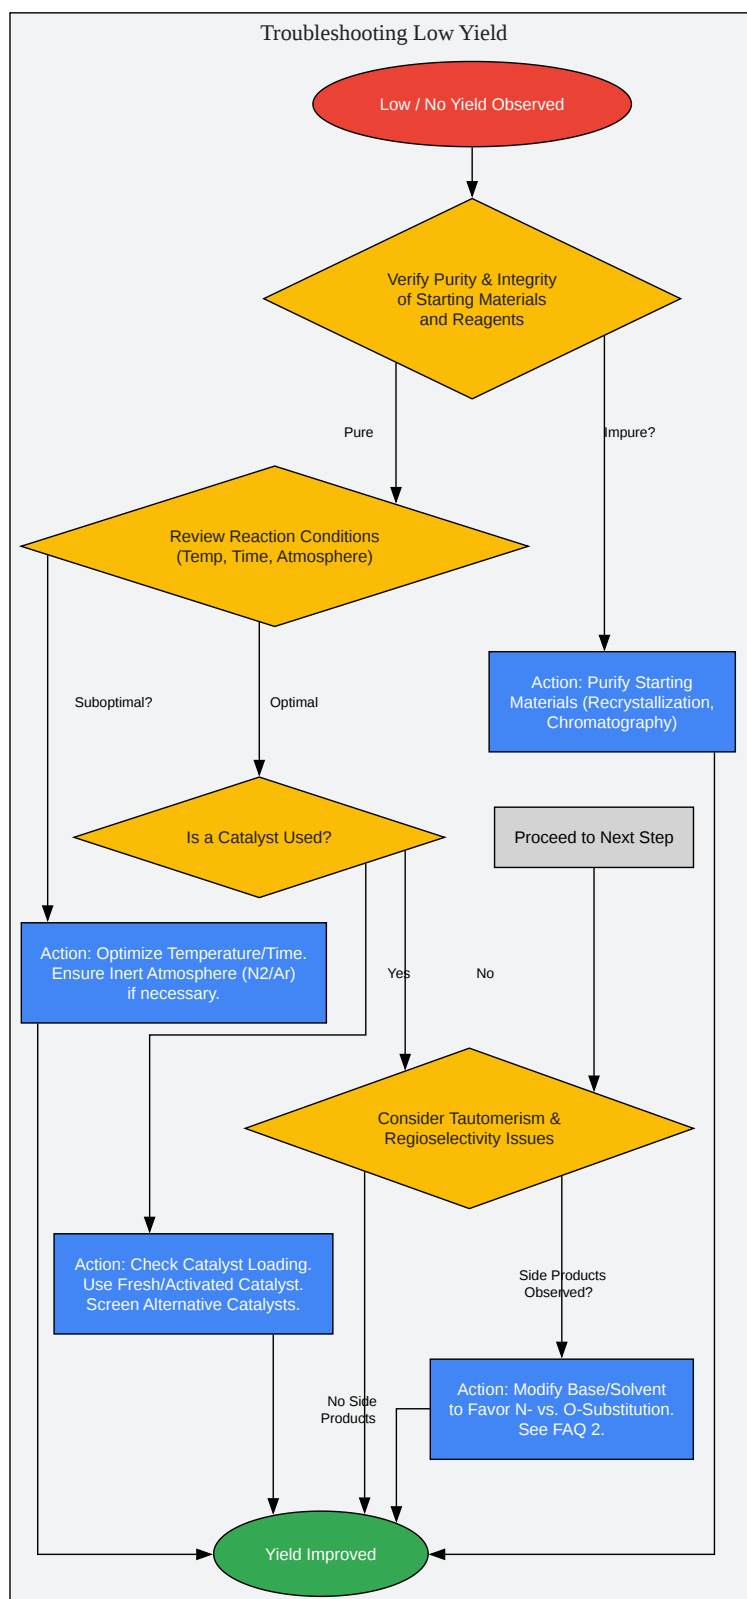 Troubleshooting Low Yield
Low / No Yield Observed
Verify Purity & Integrity
of Starting Materials
and Reagents
Pure
Impure?
Review Reaction Conditions
(Temp, Time, Atmosphere)
Suboptimal?
Optimal
Action: Purify Starting
Materials (Recrystallization,
Chromatography)
Is a Catalyst Used?
Proceed to Next Step
Action: Optimize Temperature/Time.
Ensure Inert Atmosphere (N2/Ar)
if necessary.
Yes
No
Consider Tautomerism &
Regioselectivity Issues
Action: Check Catalyst Loading.
Use Fresh/Activated Catalyst.
Screen Alternative Catalysts.
Side Products
Observed?
No Side
Products
Action: Modify Base/Solvent
to Favor N- vs. O-Substitution.
See FAQ 2.
Yield Improved